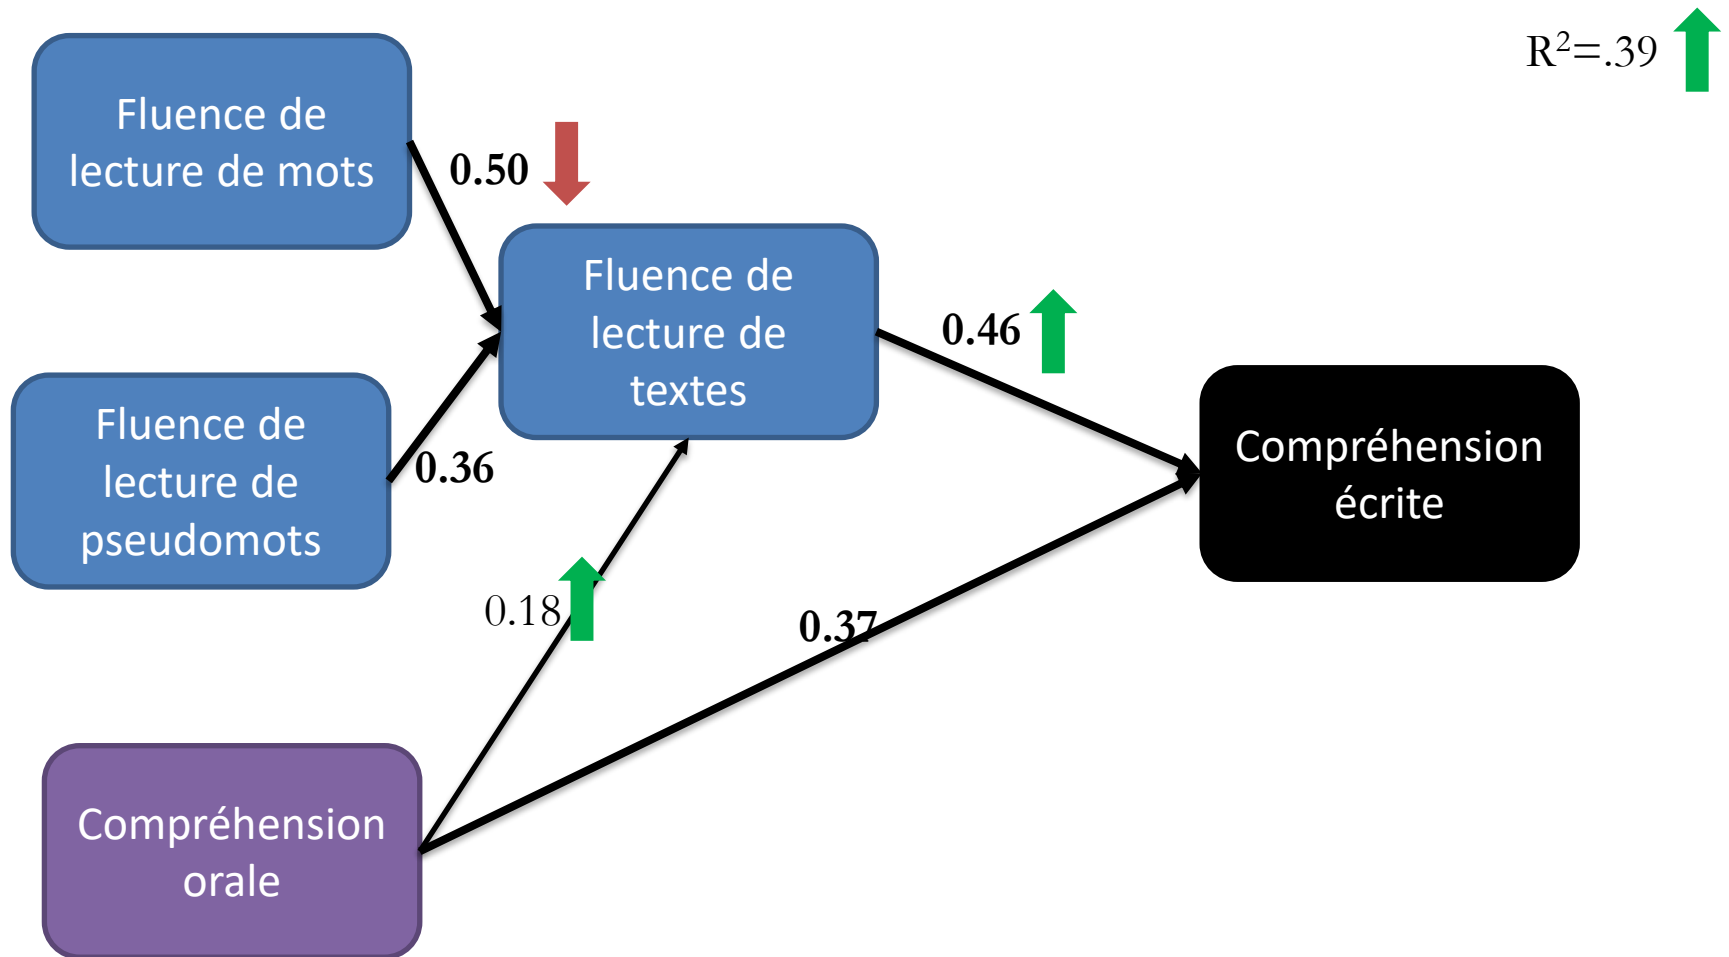 R²=.39
Fluence de
lecture de mots
0.50
Fluence de
lecture de
textes
0.46
Fluence de
lecture de
pseudomots
0.36
Compréhension
écrite
0.18
0.37
Compréhension
orale